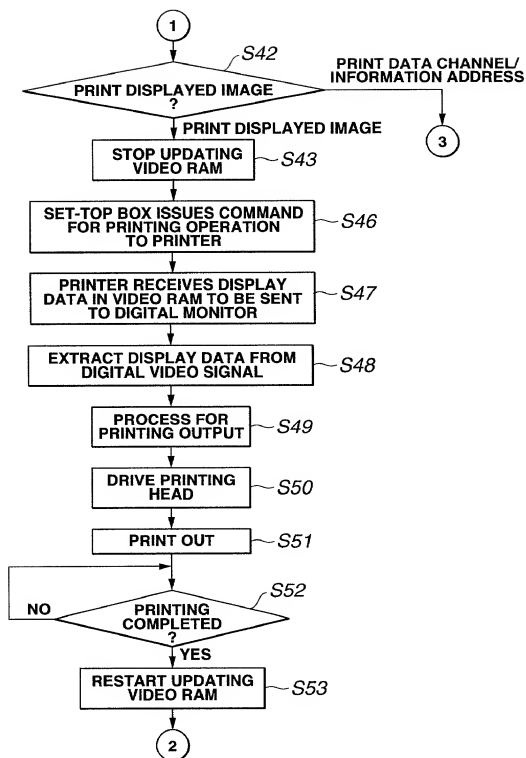 1
S42
PRINT DISPLAYED IMAGE
?
PRINT DATA CHANNEL/
INFORMATION ADDRESS
3
PRINT DISPLAYED IMAGE
STOP UPDATING
VIDEO RAM
S43
SET-TOP BOX ISSUES COMMAND
FOR PRINTING OPERATION
TO PRINTER
S46
PRINTER RECEIVES DISPLAY
DATA IN VIDEO RAM TO BE SENT
TO DIGITAL MONITOR
S47
EXTRACT DISPLAY DATA FROM
DIGITAL VIDEO SIGNAL
S48
PROCESS FOR
PRINTING OUTPUT
S49
DRIVE PRINTING
HEAD
S50
PRINT OUT
S51
S52
NO
PRINTING
COMPLETED
?
YES
RESTART UPDATING
VIDEO RAM
S53
2